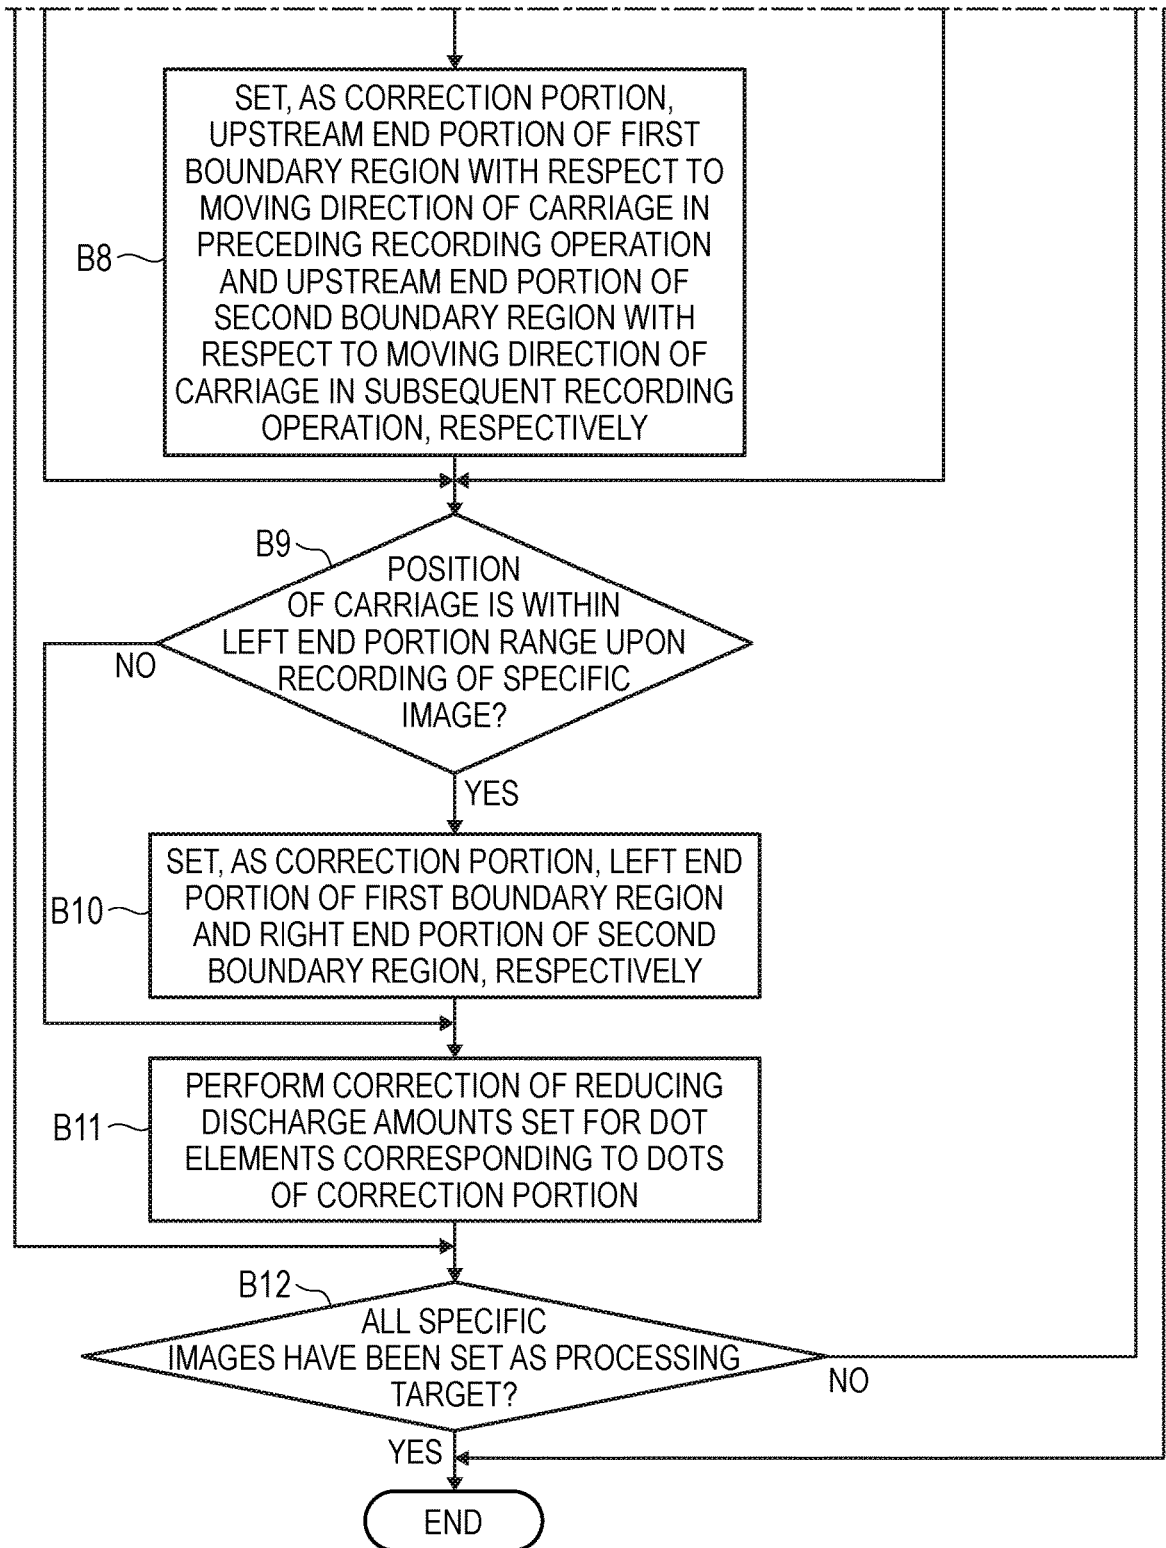 SET, AS CORRECTION PORTION,
UPSTREAM END PORTION OF FIRST
BOUNDARY REGION WITH RESPECT TO
MOVING DIRECTION OF CARRIAGE IN
PRECEDING RECORDING OPERATION
AND UPSTREAM END PORTION OF
SECOND BOUNDARY REGION WITH
RESPECT TO MOVING DIRECTION OF
CARRIAGE IN SUBSEQUENT RECORDING
OPERATION, RESPECTIVELY
B8
B9
POSITION
OF CARRIAGE IS WITHIN
LEFT END PORTION RANGE UPON
RECORDING OF SPECIFIC
IMAGE?
NO
YES
SET, AS CORRECTION PORTION, LEFT END
PORTION OF FIRST BOUNDARY REGION
AND RIGHT END PORTION OF SECOND
BOUNDARY REGION, RESPECTIVELY
B10
PERFORM CORRECTION OF REDUCING
DISCHARGE AMOUNTS SET FOR DOT
ELEMENTS CORRESPONDING TO DOTS
OF CORRECTION PORTION
B11
B12
ALL SPECIFIC
IMAGES HAVE BEEN SET AS PROCESSING
TARGET?
NO
YES
END